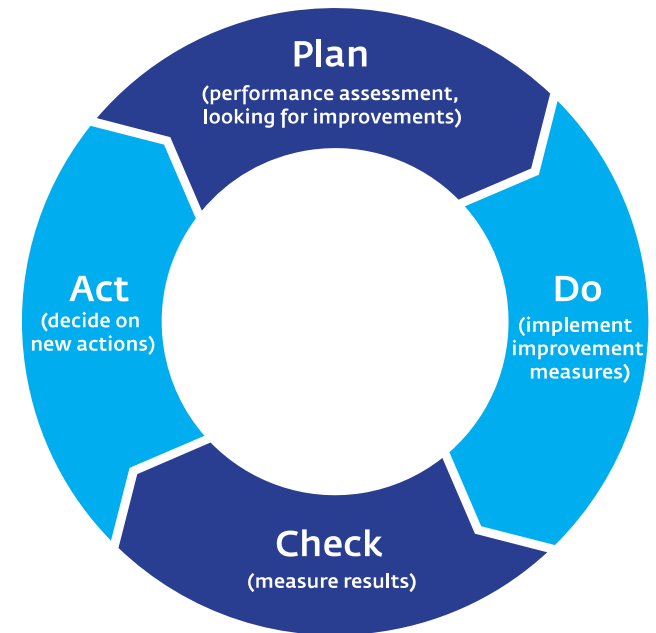 Plan
(performance assessment,
looking for improvements)
Do
(implement
improvement
measures)
Check
(measure results)
Act
(decide on
new actions)